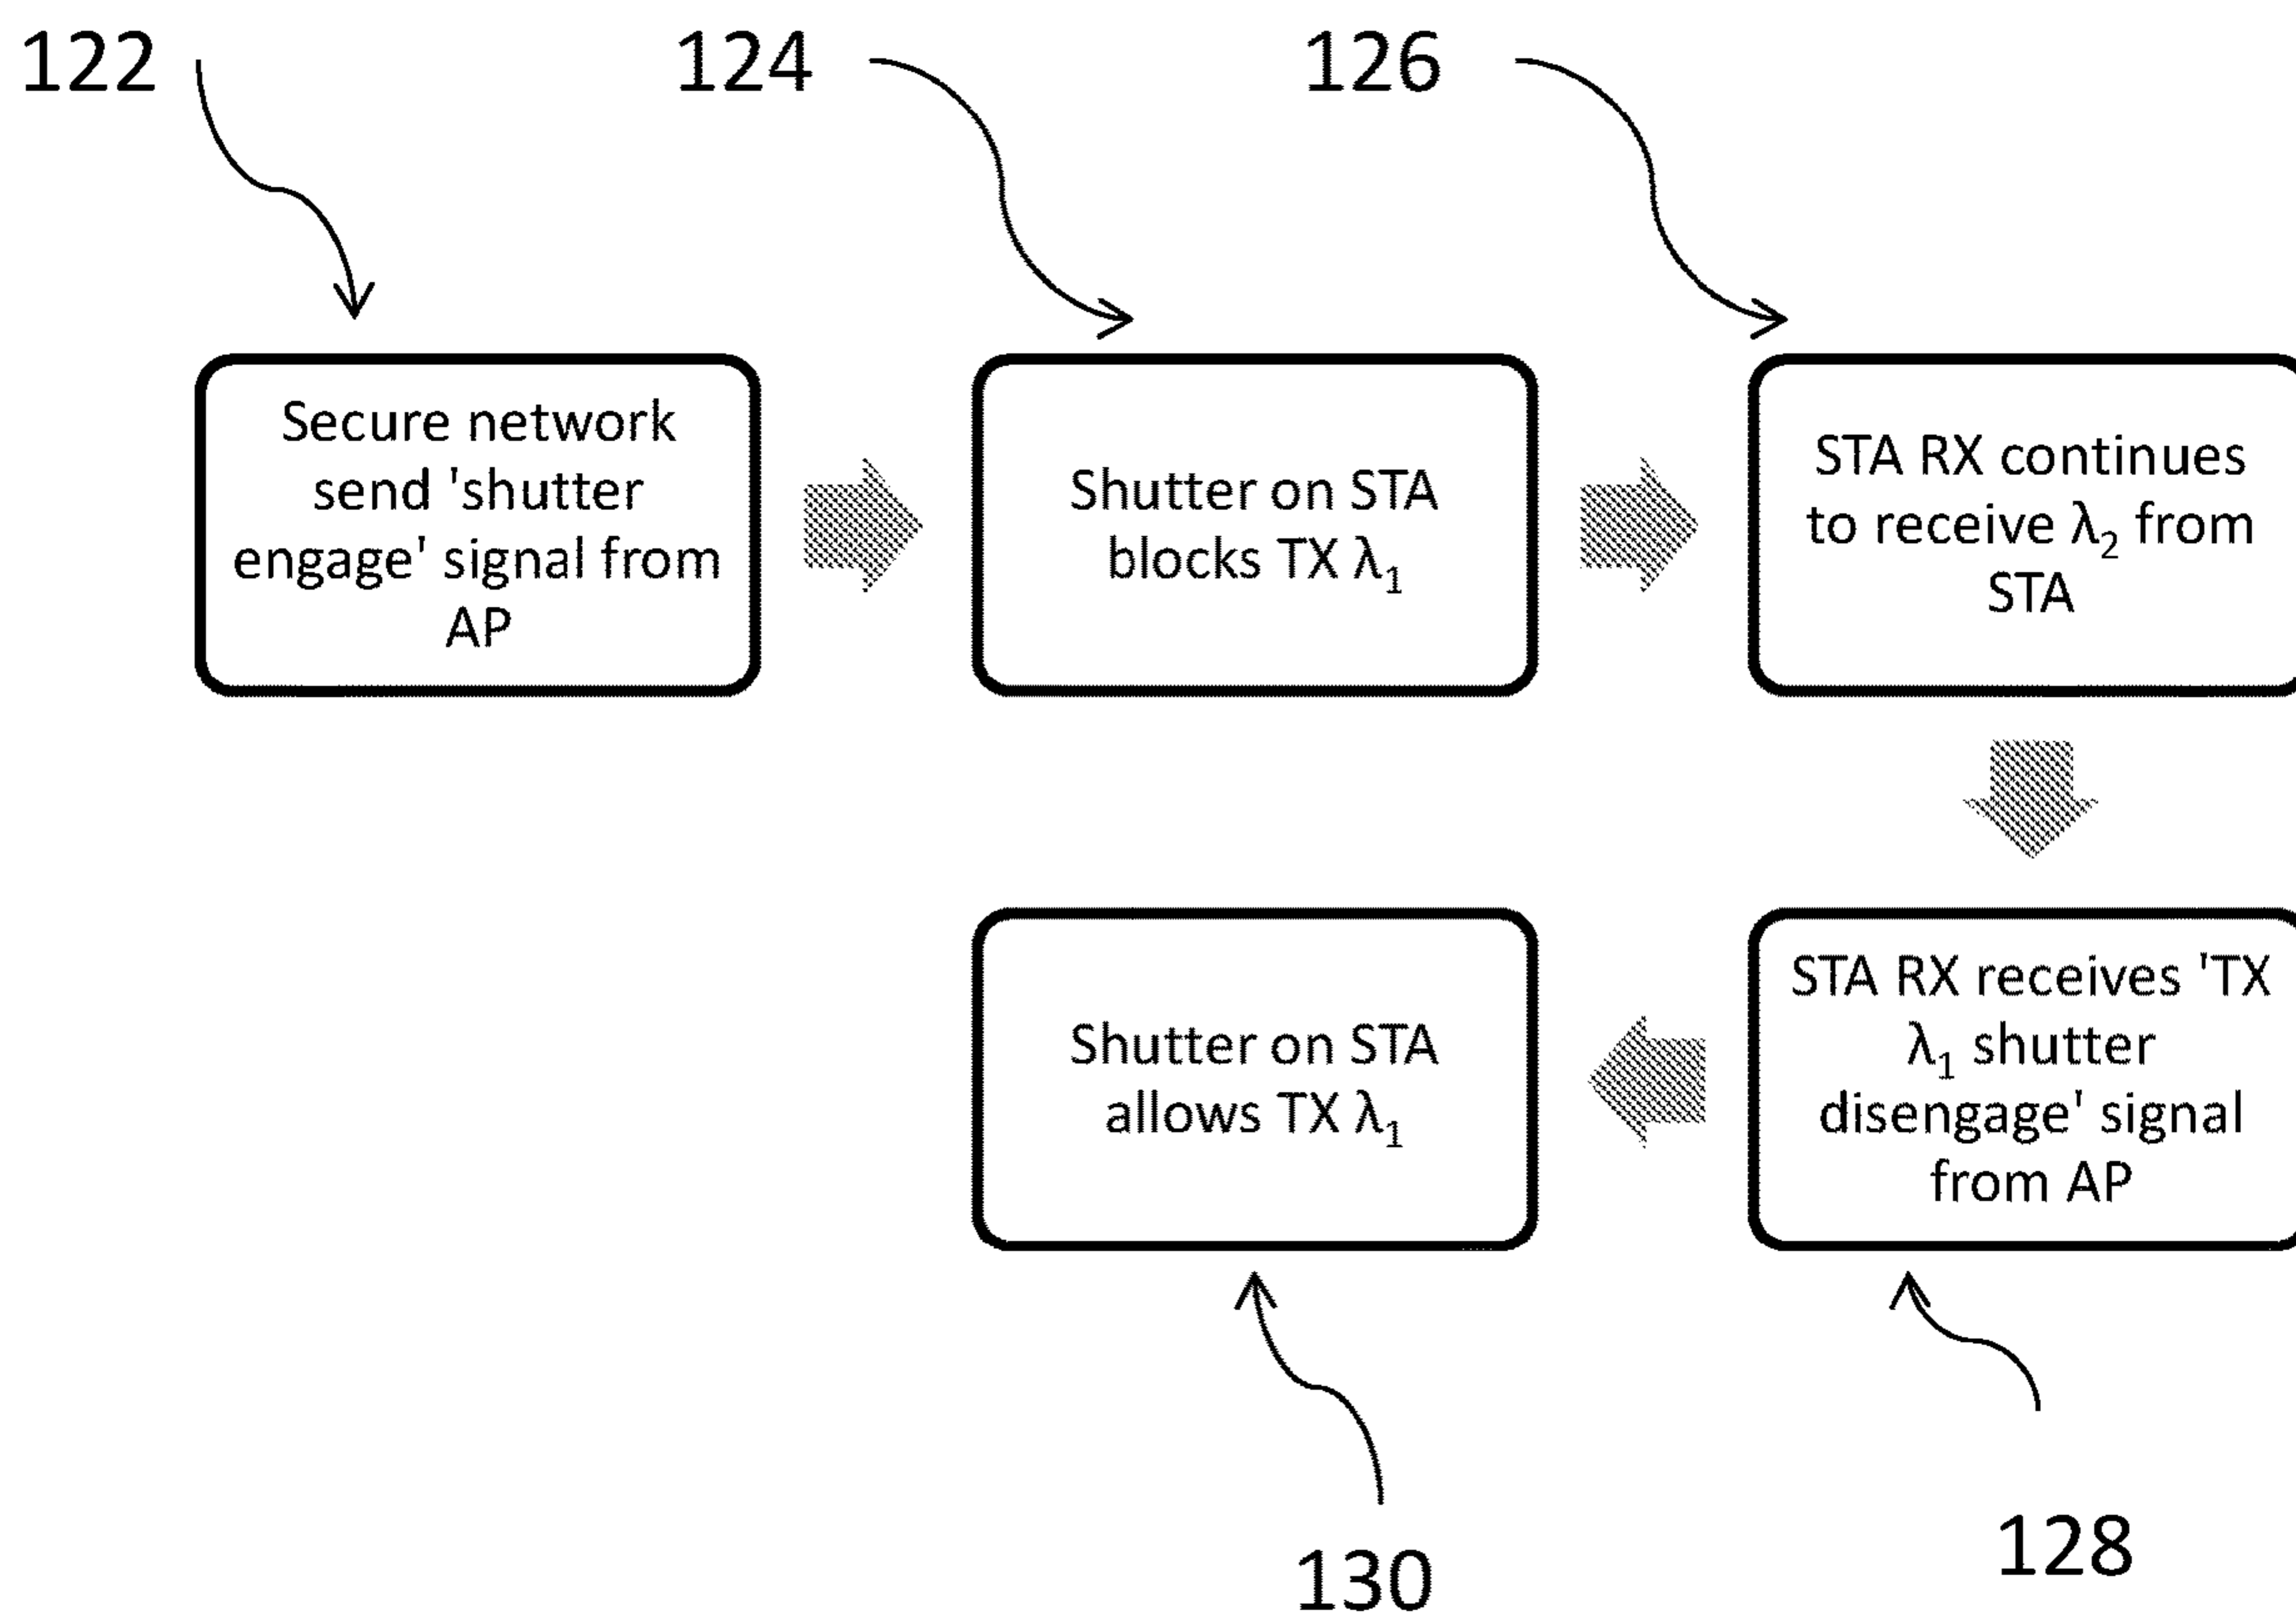 122
124
126
Secure network
send 'shutter
engage' signal from
AP
Shutter on STA
blocks TX λ₁
STA RX continues
to receive λ₂ from
STA
Shutter on STA
allows TX λ₁
STA RX receives 'TX
λ₁ shutter
disengage' signal
from AP
130
128